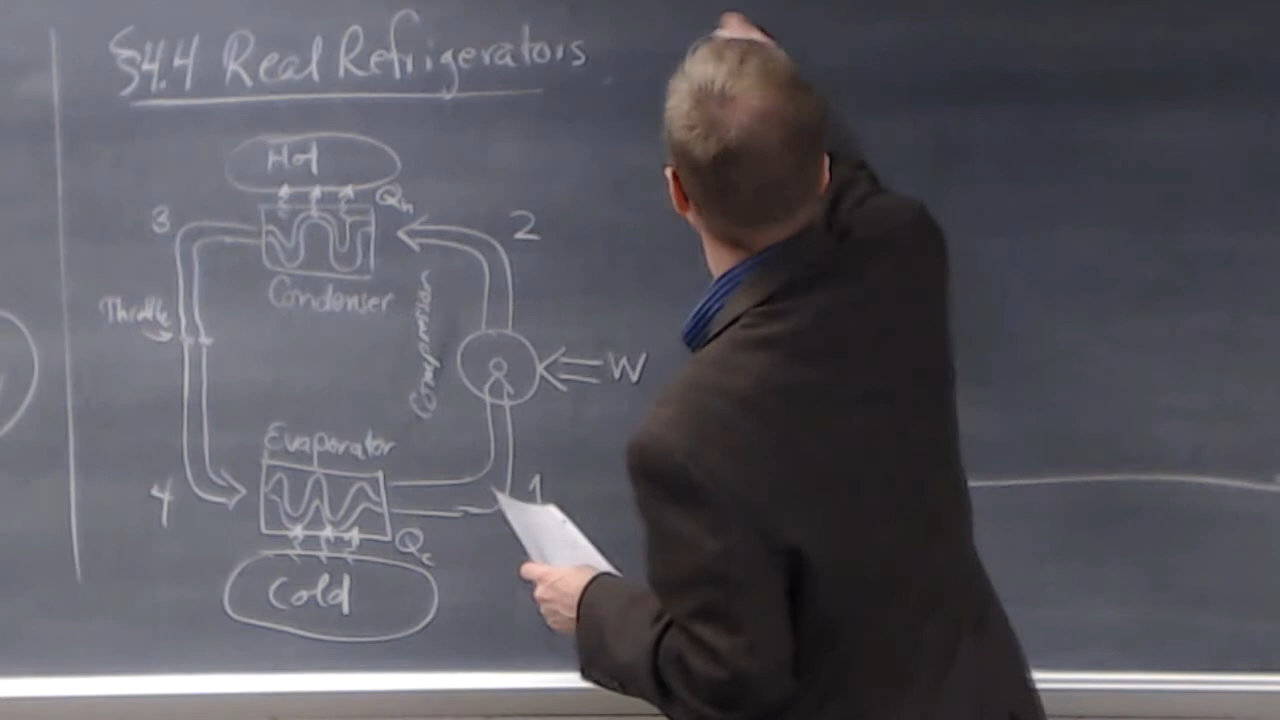 §4.4 Real Refrigerators
Hot
Qh
3
2
Condenser
Throttle
Compressor
W
Evaporator
4
1
Qc
Cold